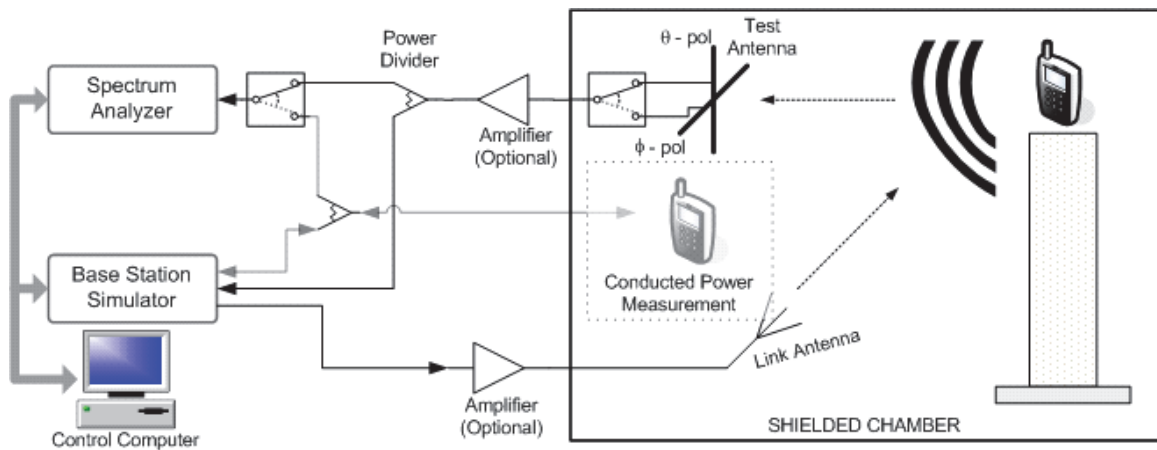 Spectrum
Analyzer
Power
Divider
Amplifier
(Optional)
θ - pol
Test
Antenna
ϕ - pol
Conducted Power
Measurement
Base Station
Simulator
Link Antenna
Amplifier
(Optional)
Control Computer
SHIELDED CHAMBER